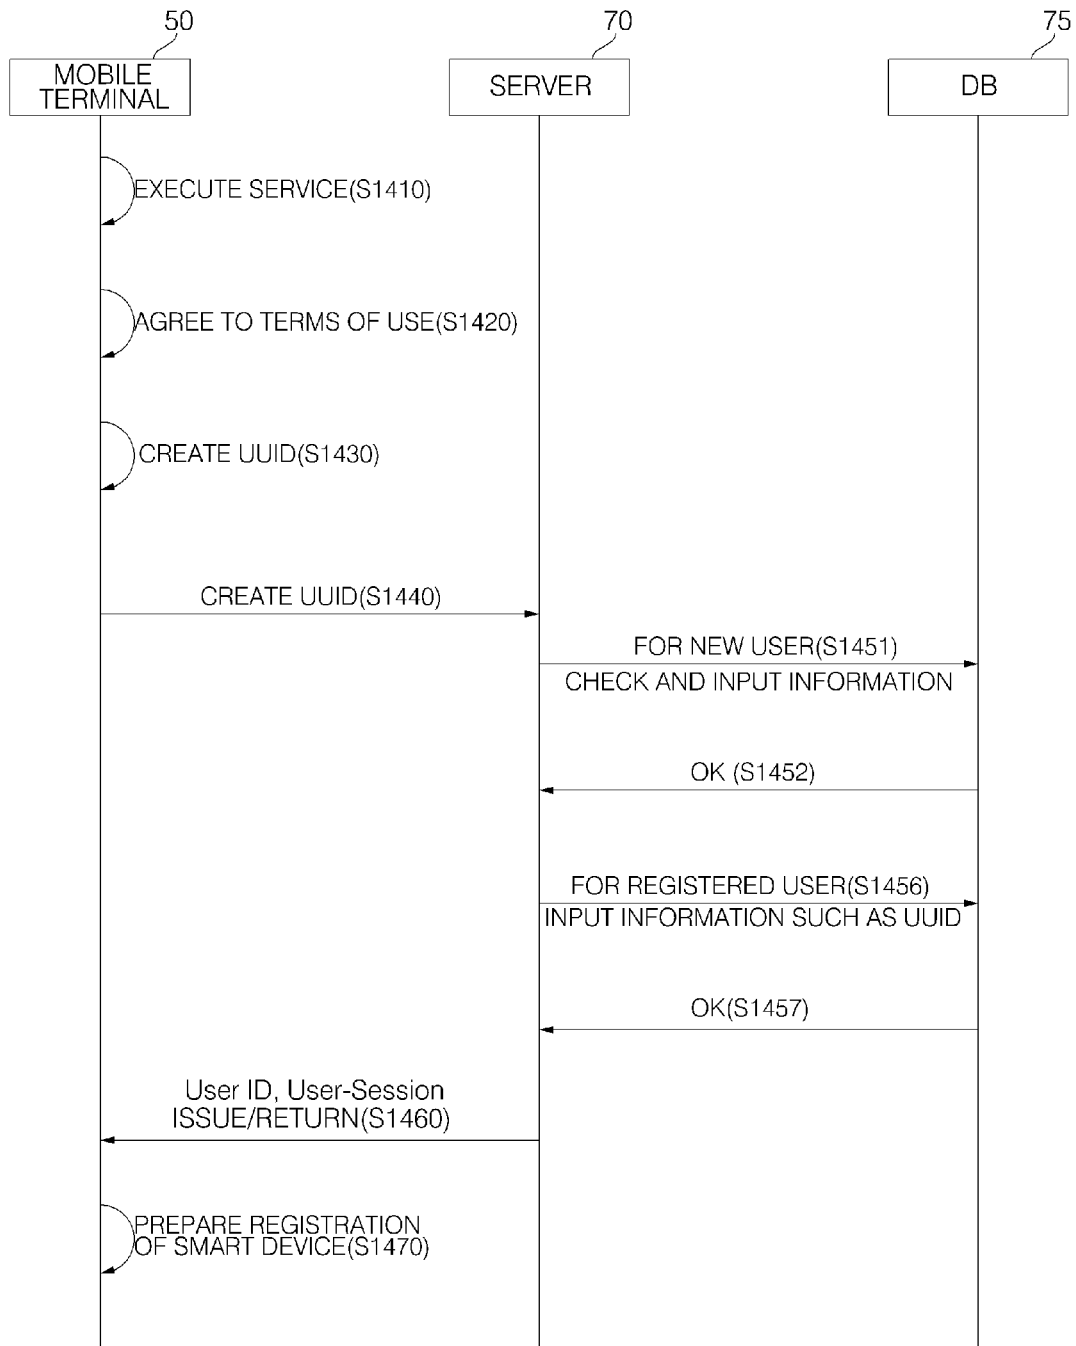 50
70
75
MOBILE
TERMINAL
SERVER
DB
EXECUTE SERVICE(S1410)
AGREE TO TERMS OF USE(S1420)
CREATE UUID(S1430)
CREATE UUID(S1440)
FOR NEW USER(S1451)
CHECK AND INPUT INFORMATION
OK (S1452)
FOR REGISTERED USER(S1456)
INPUT INFORMATION SUCH AS UUID
OK(S1457)
User ID, User-Session
ISSUE/RETURN(S1460)
PREPARE REGISTRATION
OF SMART DEVICE(S1470)